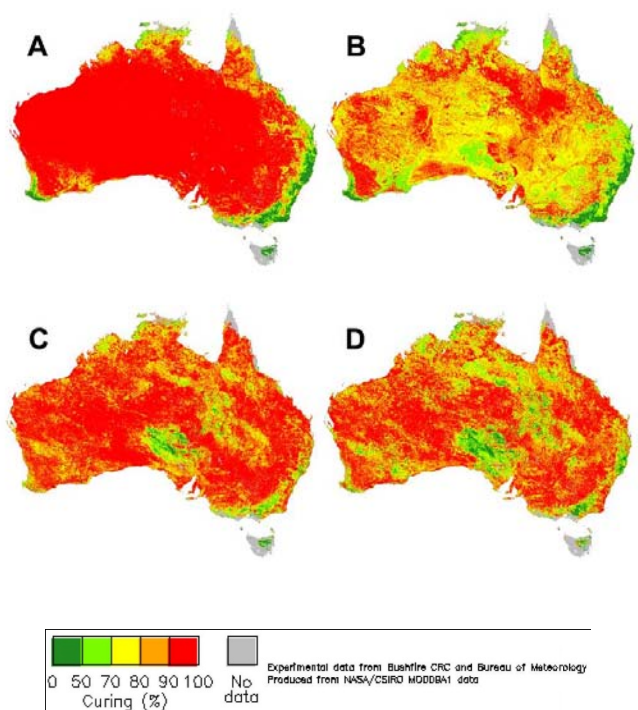 A
B
C
D
0 50 70 80 90 100
Curing (%)
No
data
Experimental data from Bushfire CRC and Bureau of Meteorology
Produced from NASA/CSIRO MOD09A1 data